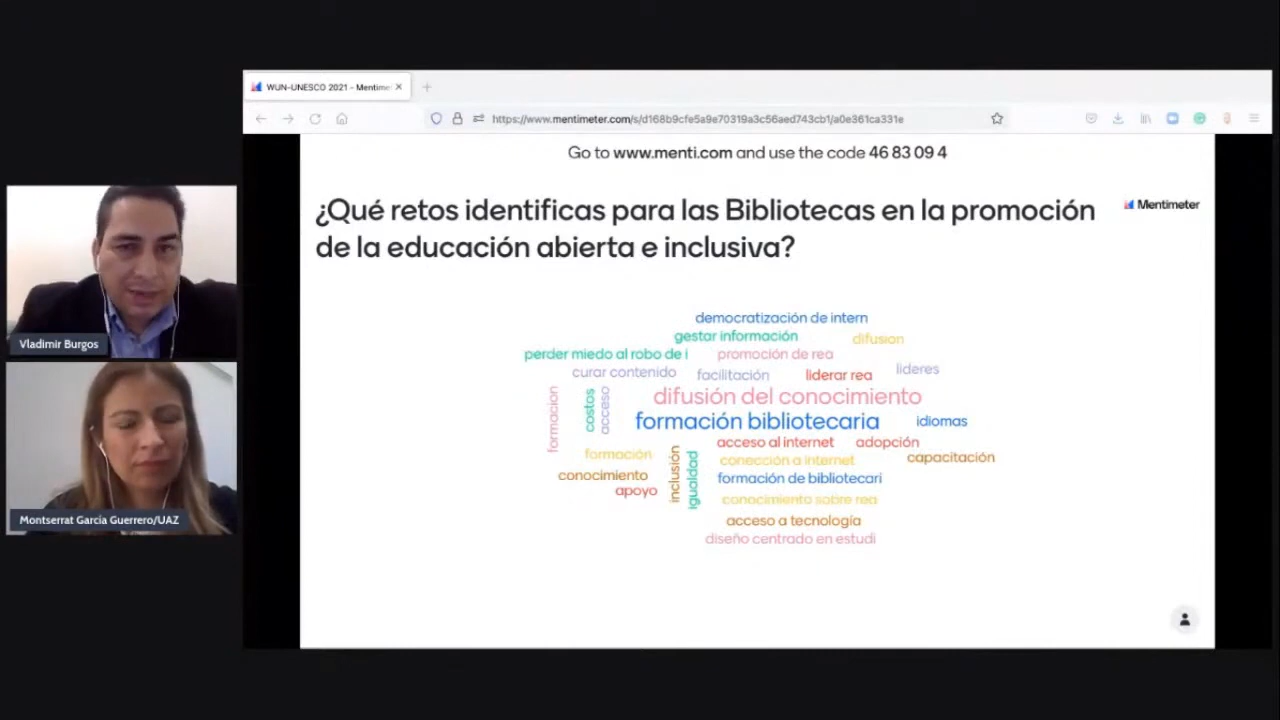 WUN-UNESCO 2021 - Mentime
https://www.mentimeter.com/s/d168b9cfe5a9e70319a3c56aed743cb1/a0e361ca331e
Go to www.menti.com and use the code 46 83 09 4
¿Qué retos identificas para las Bibliotecas en la promoción
de la educación abierta e inclusiva?
Mentimeter
democratización de intern
gestar información
difusion
perder miedo al robo de i
promoción de rea
curar contenido
facilitación
liderar rea
lideres
formacion
costos
acceso
difusión del conocimiento
formación bibliotecaria
idiomas
acceso al internet
adopción
formación
inclusión
igualdad
conección a internet
capacitación
conocimiento
formación de bibliotecari
apoyo
conocimiento sobre rea
acceso a tecnología
diseño centrado en estudi
Vladimir Burgos
Montserrat García Guerrero/UAZ